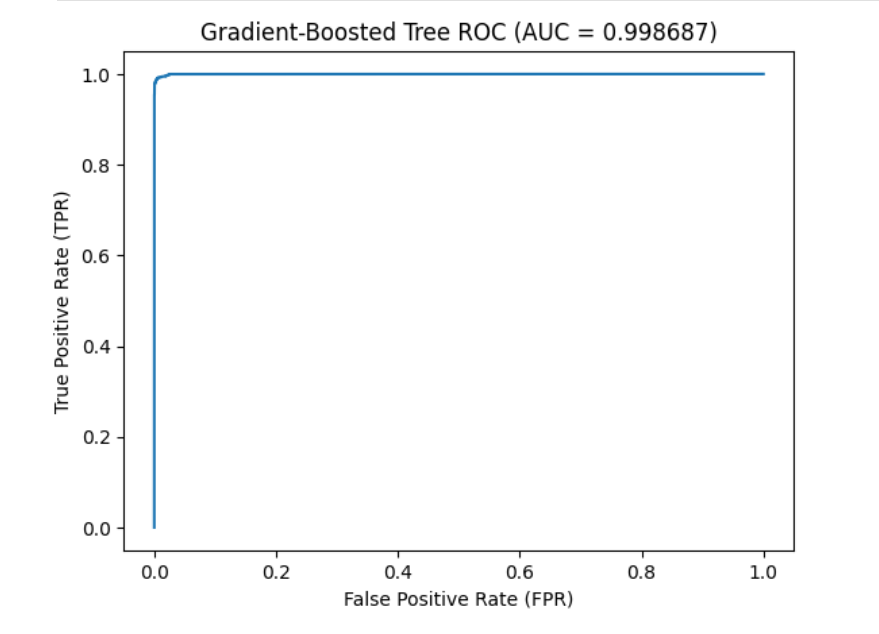 Gradient-Boosted Tree ROC (AUC = 0.998687)
1.0
0.8
0.6
0.4
0.2
0.0
True Positive Rate (TPR)
0.0 0.2 0.4 0.6 0.8 1.0
False Positive Rate (FPR)